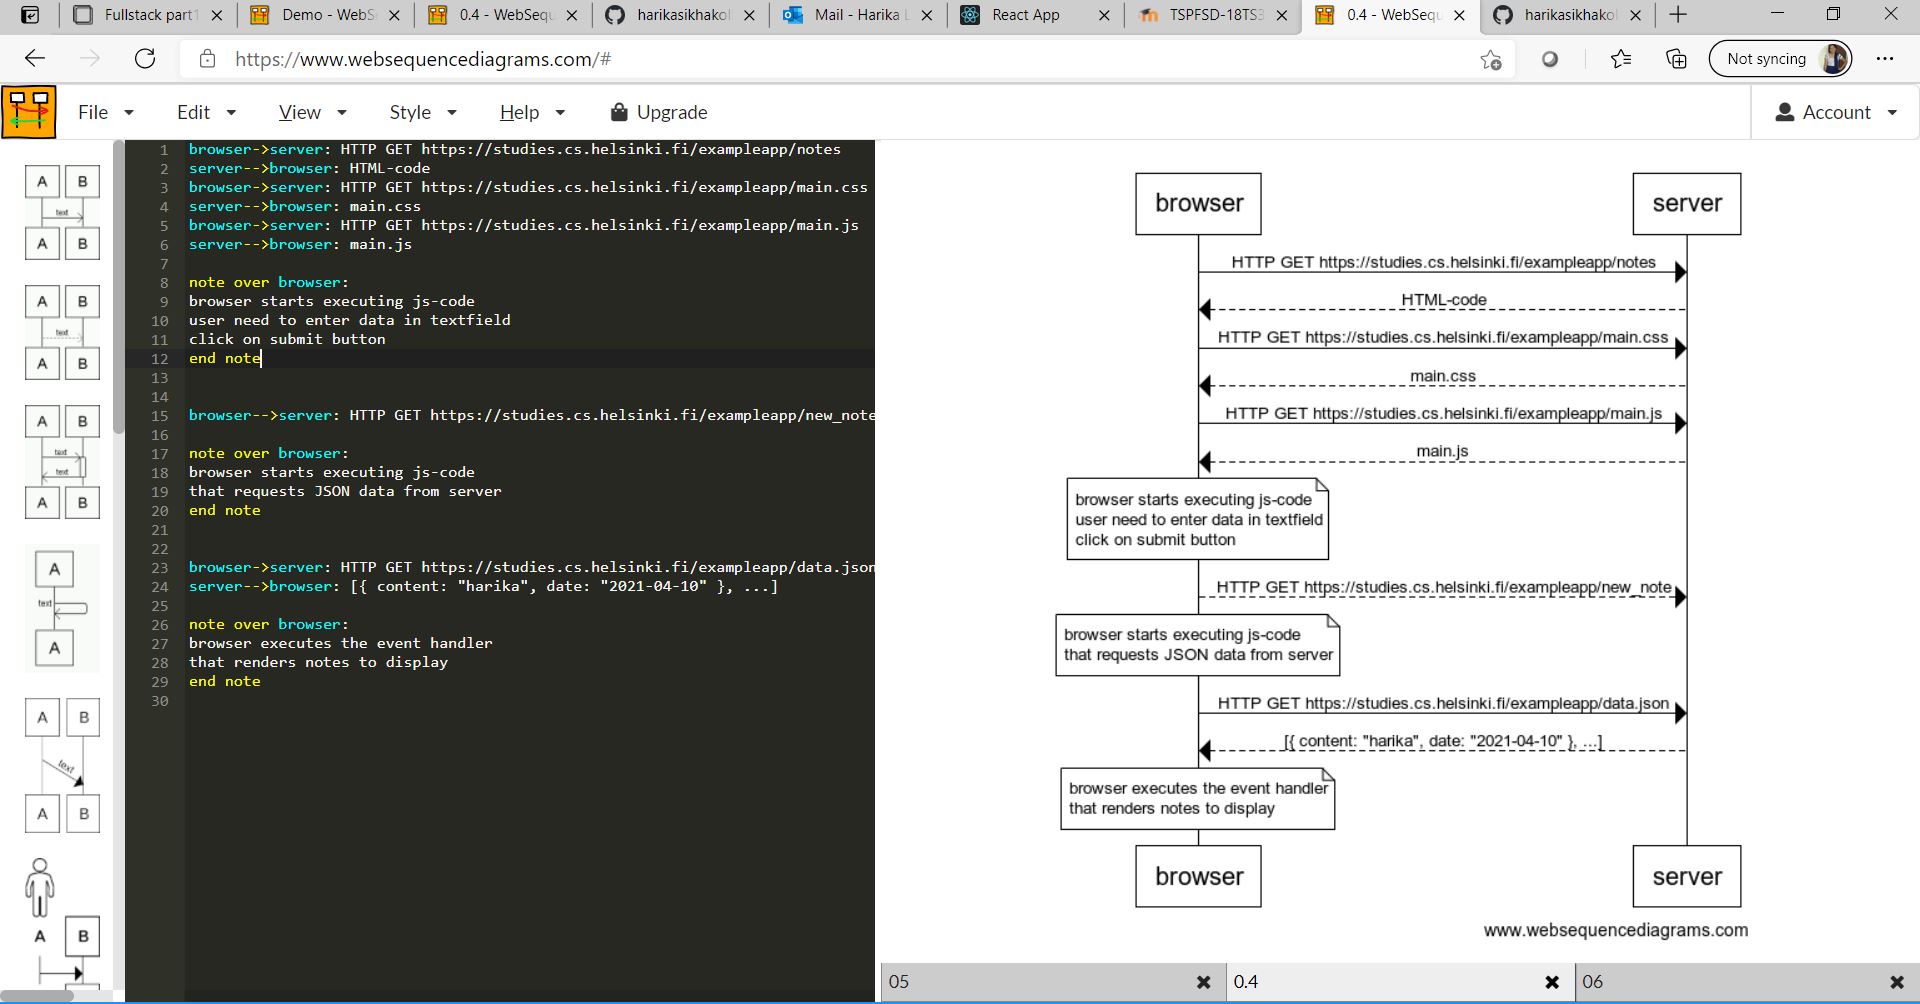 Fullstack part1
Demo - WebS
0.4 - WebSequ
harikasikhakol
Mail - Harika
React App
TSPFSD-18TS3
0.4 - WebSequ
harikasikhakol
https://www.websequencediagrams.com/#
Not syncing
File
Edit
View
Style
Help
Upgrade
Account
A B
text
A B
A B
text
A B
A B
text
text
A B
A
text
A
A B
text
A B
A B
1 browser->server: HTTP GET https://studies.cs.helsinki.fi/exampleapp/notes
2 server-->browser: HTML-code
3 browser->server: HTTP GET https://studies.cs.helsinki.fi/exampleapp/main.css
4 server-->browser: main.css
5 browser->server: HTTP GET https://studies.cs.helsinki.fi/exampleapp/main.js
6 server-->browser: main.js
7
8 note over browser:
9 browser starts executing js-code
10 user need to enter data in textfield
11 click on submit button
12 end note
13
14
15 browser-->server: HTTP GET https://studies.cs.helsinki.fi/exampleapp/new_note
16
17 note over browser:
18 browser starts executing js-code
19 that requests JSON data from server
20 end note
21
22
23 browser->server: HTTP GET https://studies.cs.helsinki.fi/exampleapp/data.json
24 server-->browser: [{ content: "harika", date: "2021-04-10" }, ...]
25
26 note over browser:
27 browser executes the event handler
28 that renders notes to display
29 end note
30
browser
server
HTTP GET https://studies.cs.helsinki.fi/exampleapp/notes
HTML-code
HTTP GET https://studies.cs.helsinki.fi/exampleapp/main.css
main.css
HTTP GET https://studies.cs.helsinki.fi/exampleapp/main.js
main.js
browser starts executing js-code
user need to enter data in textfield
click on submit button
HTTP GET https://studies.cs.helsinki.fi/exampleapp/new_note
browser starts executing js-code
that requests JSON data from server
HTTP GET https://studies.cs.helsinki.fi/exampleapp/data.json
[{ content: "harika", date: "2021-04-10" }, ...]
browser executes the event handler
that renders notes to display
browser
server
www.websequencediagrams.com
05
0.4
06